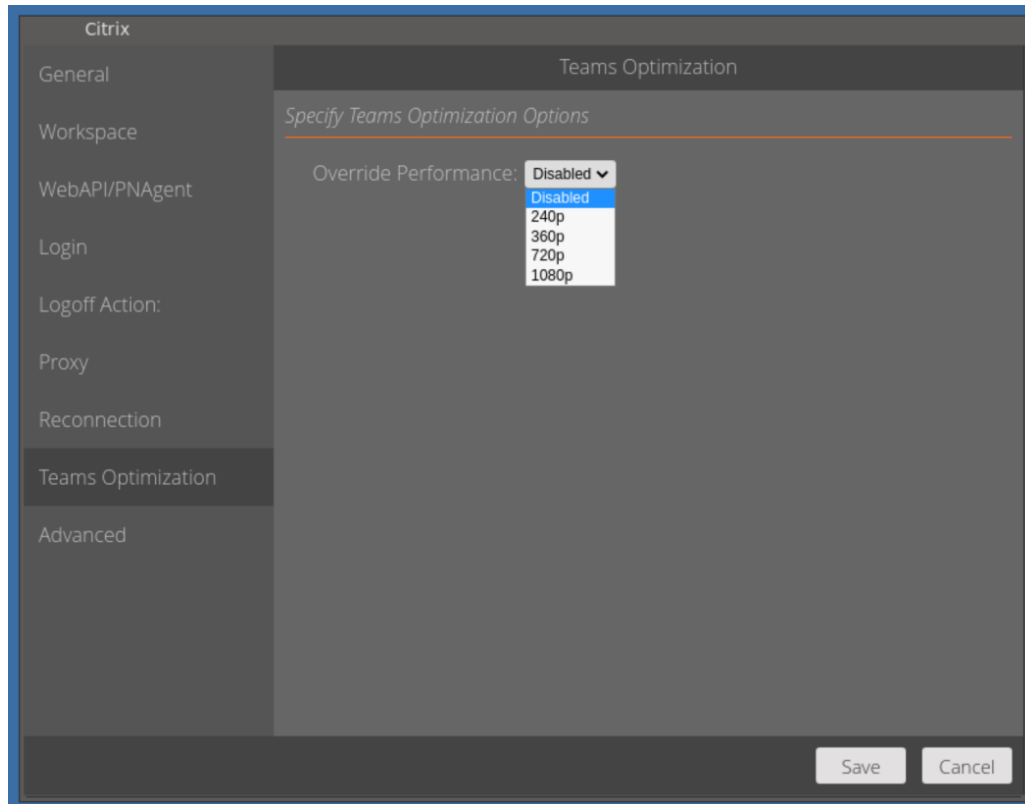 Citrix
General
Workspace
WebAPI/PNAgent
Login
Logoff Action:
Proxy
Reconnection
Teams Optimization
Advanced
Teams Optimization
Specify Teams Optimization Options
Override Performance: Disabled
Disabled
240p
360p
720p
1080p
Save Cancel